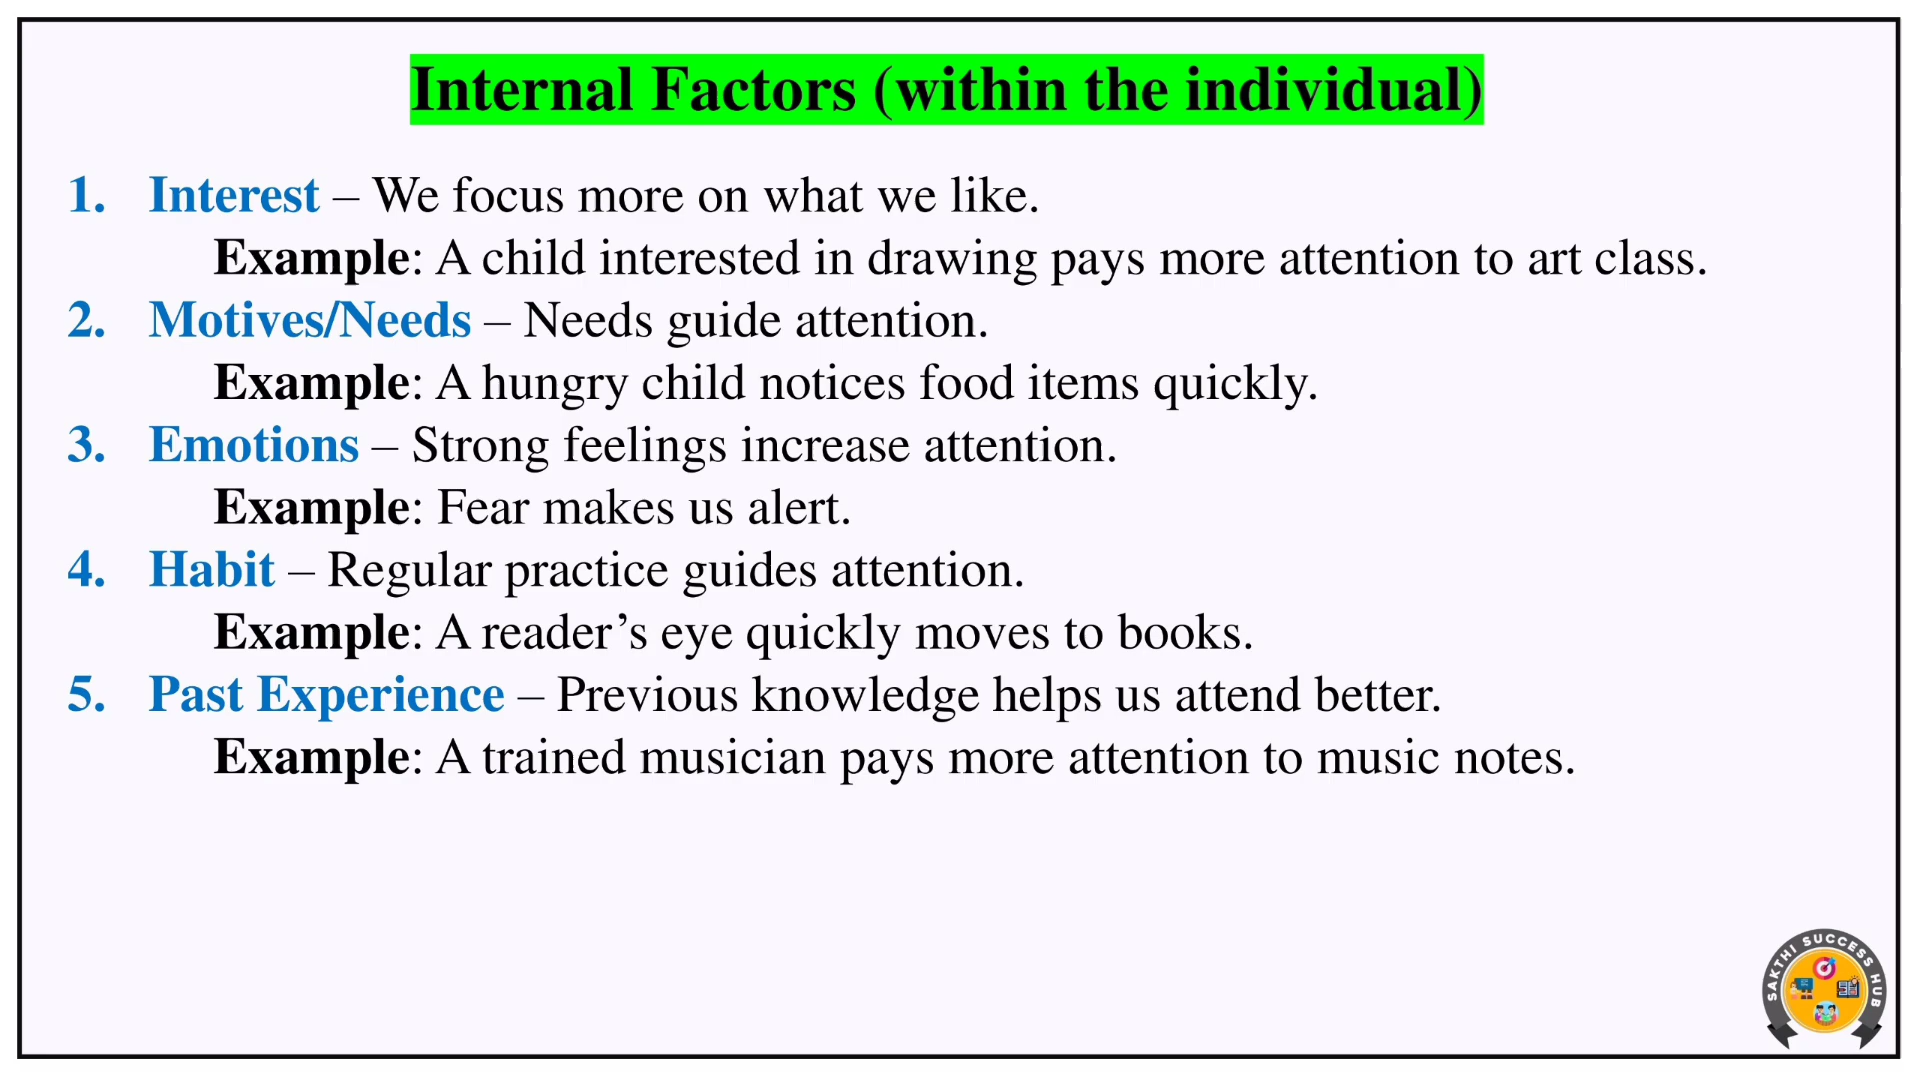 Internal Factors (within the individual)
1. Interest – We focus more on what we like.
Example: A child interested in drawing pays more attention to art class.
2. Motives/Needs – Needs guide attention.
Example: A hungry child notices food items quickly.
3. Emotions – Strong feelings increase attention.
Example: Fear makes us alert.
4. Habit – Regular practice guides attention.
Example: A reader’s eye quickly moves to books.
5. Past Experience – Previous knowledge helps us attend better.
Example: A trained musician pays more attention to music notes.
SAKTHI SUCCESS HUB